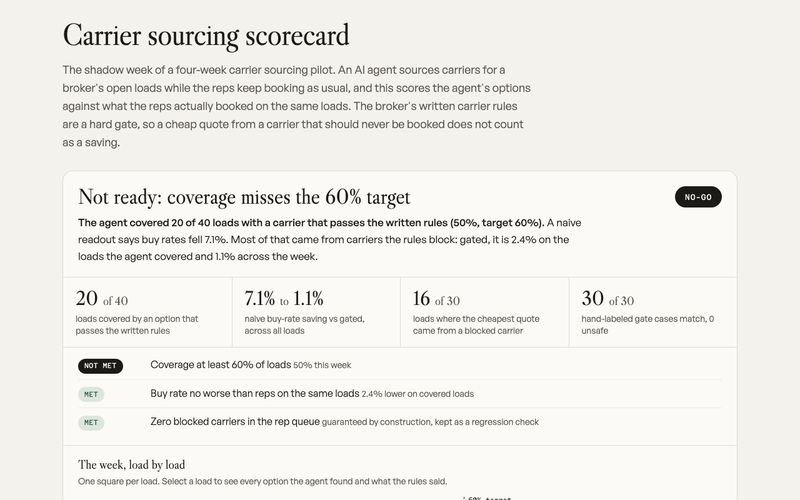 Carrier sourcing scorecard
The shadow week of a four-week carrier sourcing pilot. An AI agent sources carriers for a
broker's open loads while the reps keep booking as usual, and this scores the agent's options
against what the reps actually booked on the same loads. The broker's written carrier rules
are a hard gate, so a cheap quote from a carrier that should never be booked does not count
as a saving.
Not ready: coverage misses the 60% target
NO-GO
The agent covered 20 of 40 loads with a carrier that passes the written rules (50%, target 60%). A naive
readout says buy rates fell 7.1%. Most of that came from carriers the rules block: gated, it is 2.4% on the
loads the agent covered and 1.1% across the week.
20 of 40
loads covered by an option that
passes the written rules
7.1% to 1.1%
naive buy-rate saving vs gated,
across all loads
16 of 30
loads where the cheapest quote
came from a blocked carrier
30 of 30
hand-labeled gate cases match, 0
unsafe
NOT MET Coverage at least 60% of loads 50% this week
MET Buy rate no worse than reps on the same loads 2.4% lower on covered loads
MET Zero blocked carriers in the rep queue guaranteed by construction, kept as a regression check
The week, load by load
One square per load. Select a load to see every option the agent found and what the rules said.
60% target